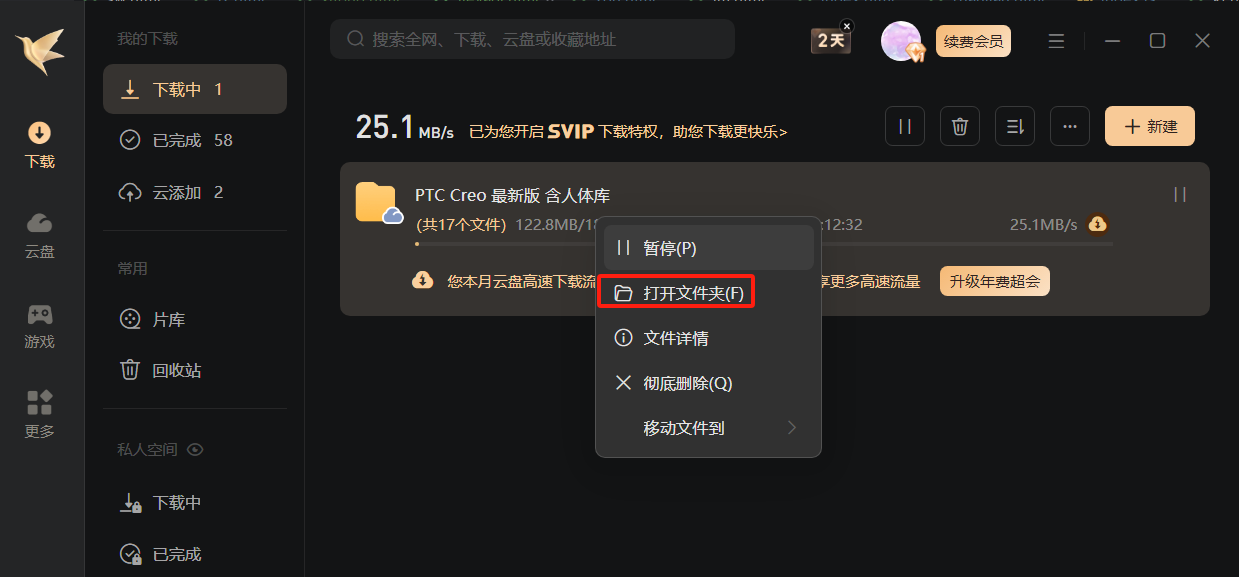 我的下载
搜索全网、下载、云盘或收藏地址
2天
续费会员
下载中 1
已完成 58
云添加 2
下载
云盘
游戏
更多
常用
片库
回收站
私人空间
下载中
已完成
25.1 MB/s 已为您开启 SVIP 下载特权，助您下载更快乐>
新建
PTC Creo 最新版 含人体库
(共17个文件) 122.8MB/18 :12:32 25.1MB/s
您本月云盘高速下载流 享更多高速流量 升级年费超会
暂停(P)
打开文件夹(F)
文件详情
彻底删除(Q)
移动文件到